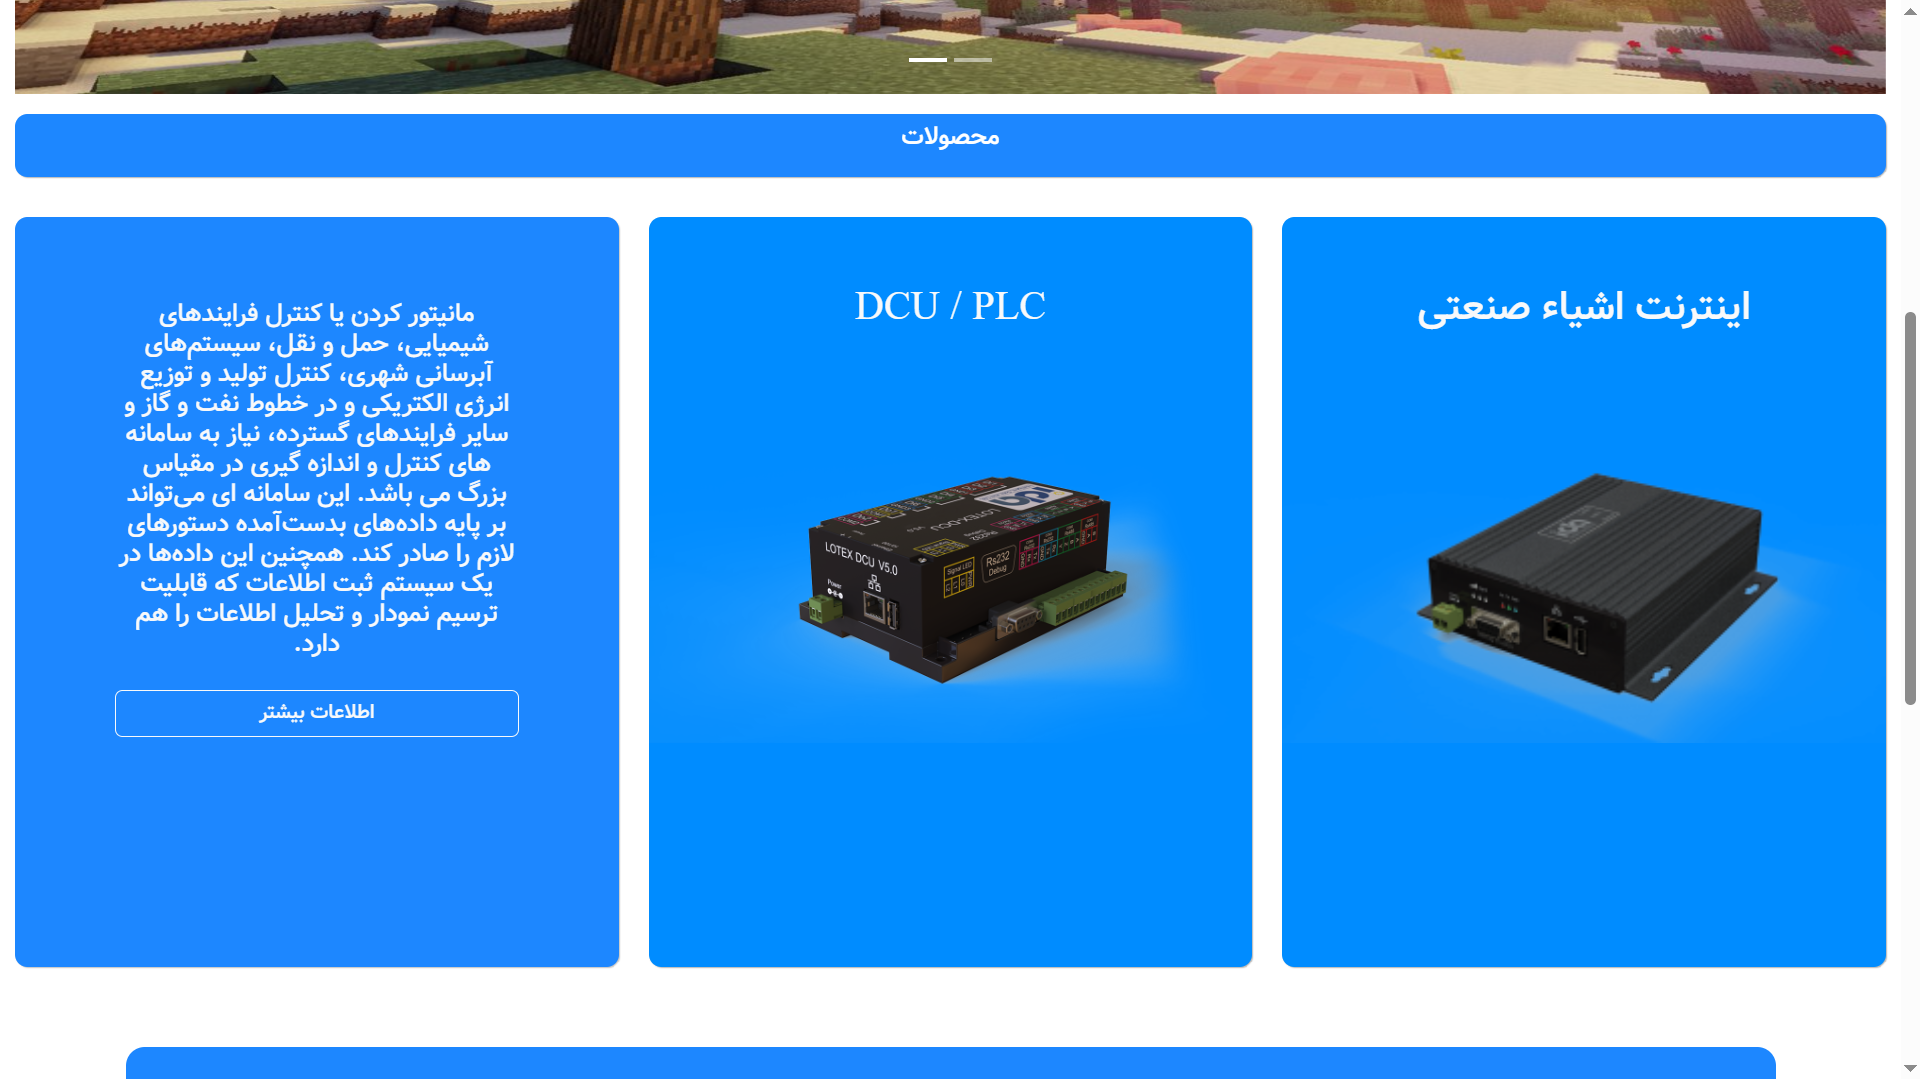 محصولات
اینترنت اشیاء صنعتی
DCU / PLC
LOTEX-DCU
LOTEX DCU V5.0
Power
Signal LED
Rs232
Debug
مانیتور کردن یا کنترل فرایندهای
شیمیایی، حمل و نقل، سیستم‌های
آبرسانی شهری، کنترل تولید و توزیع
انرژی الکتریکی و در خطوط نفت و گاز و
سایر فرایندهای گسترده، نیاز به سامانه
های کنترل و اندازه گیری در مقیاس
بزرگ می باشد. این سامانه ای می‌تواند
بر پایه داده‌های بدست‌آمده دستورهای
لازم را صادر کند. همچنین این داده‌ها در
یک سیستم ثبت اطلاعات که قابلیت
ترسیم نمودار و تحلیل اطلاعات را هم
دارد.
اطلاعات بیشتر